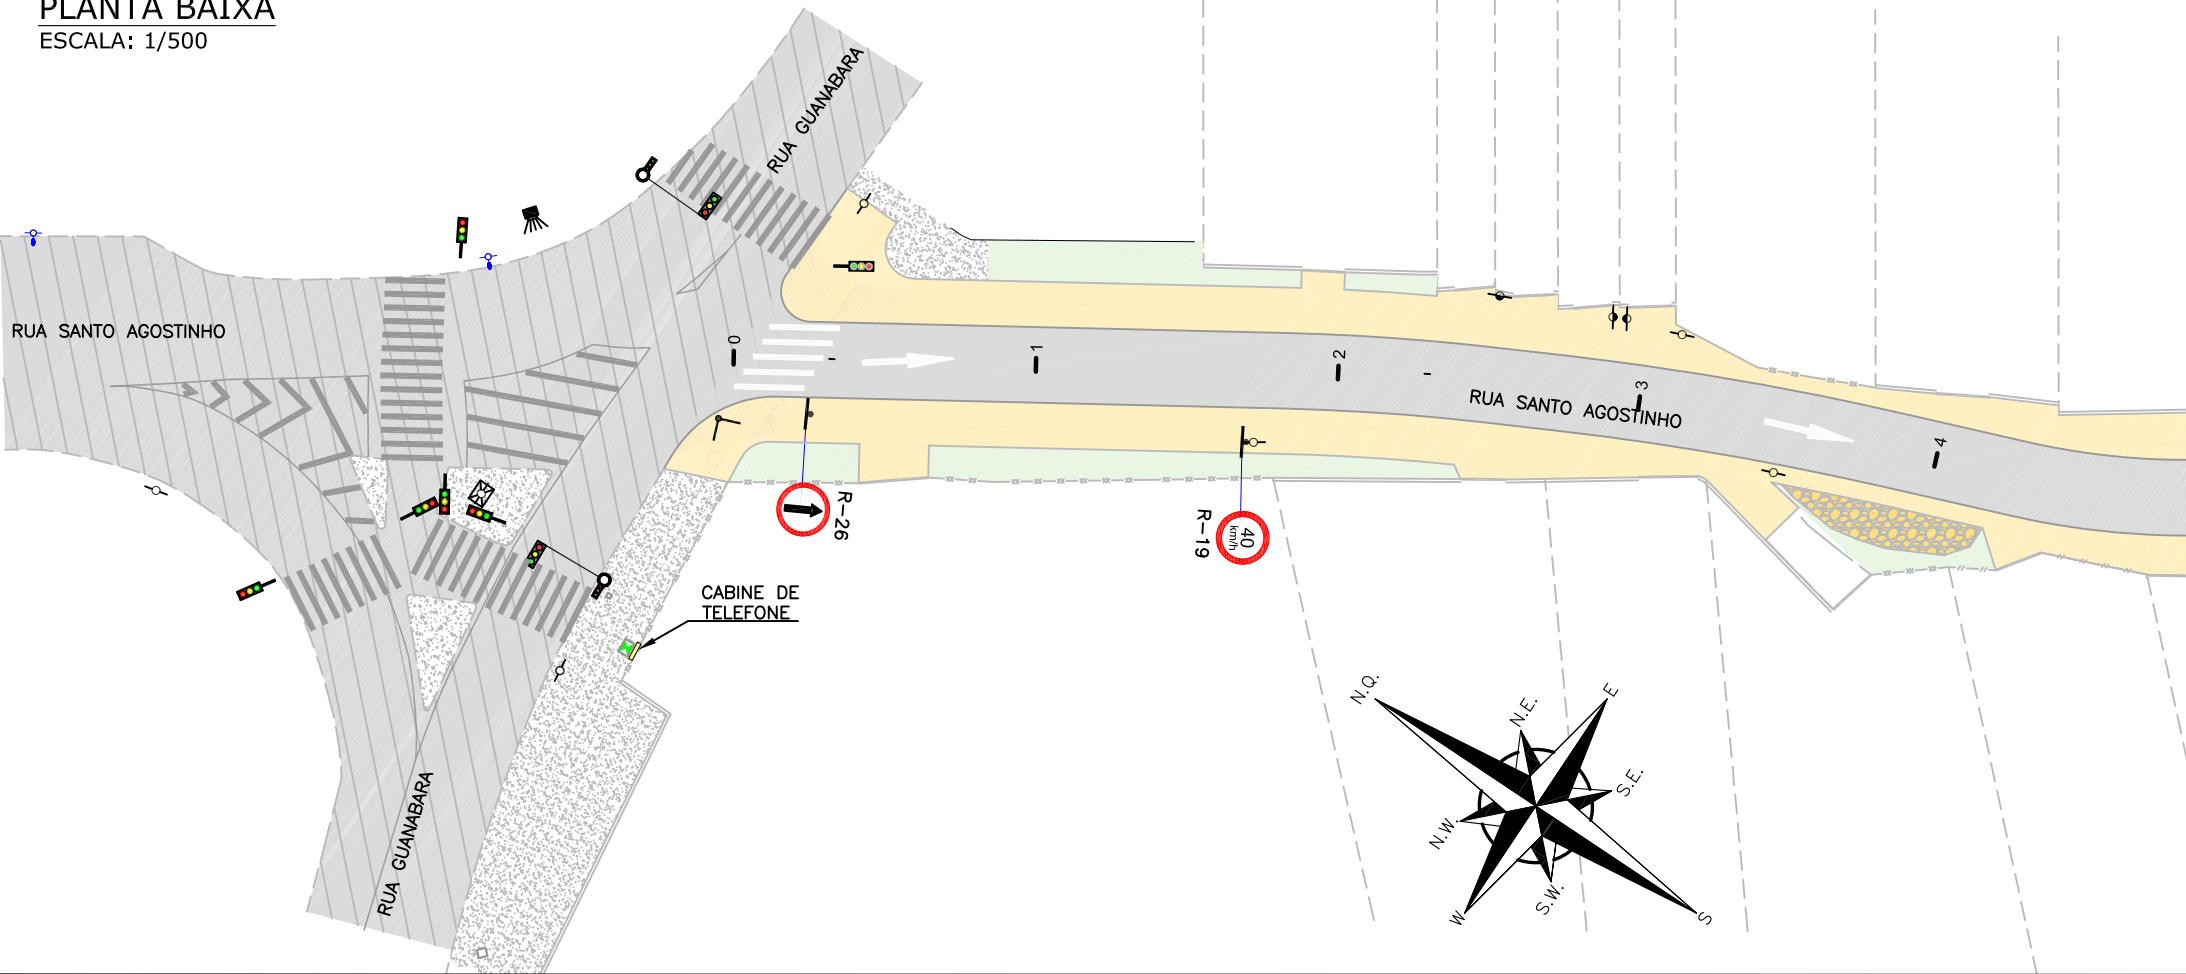 PLANTA BAIXA
ESCALA: 1/500
RUA GUANABARA
RUA SANTO AGOSTINHO
0
1
2
3
4
RUA SANTO AGOSTINHO
R-26
R-19
40
km/h
CABINE DE
TELEFONE
RUA GUANABARA
N.Q.
N.E.
E
S.E.
N.W.
S.W.
W
S